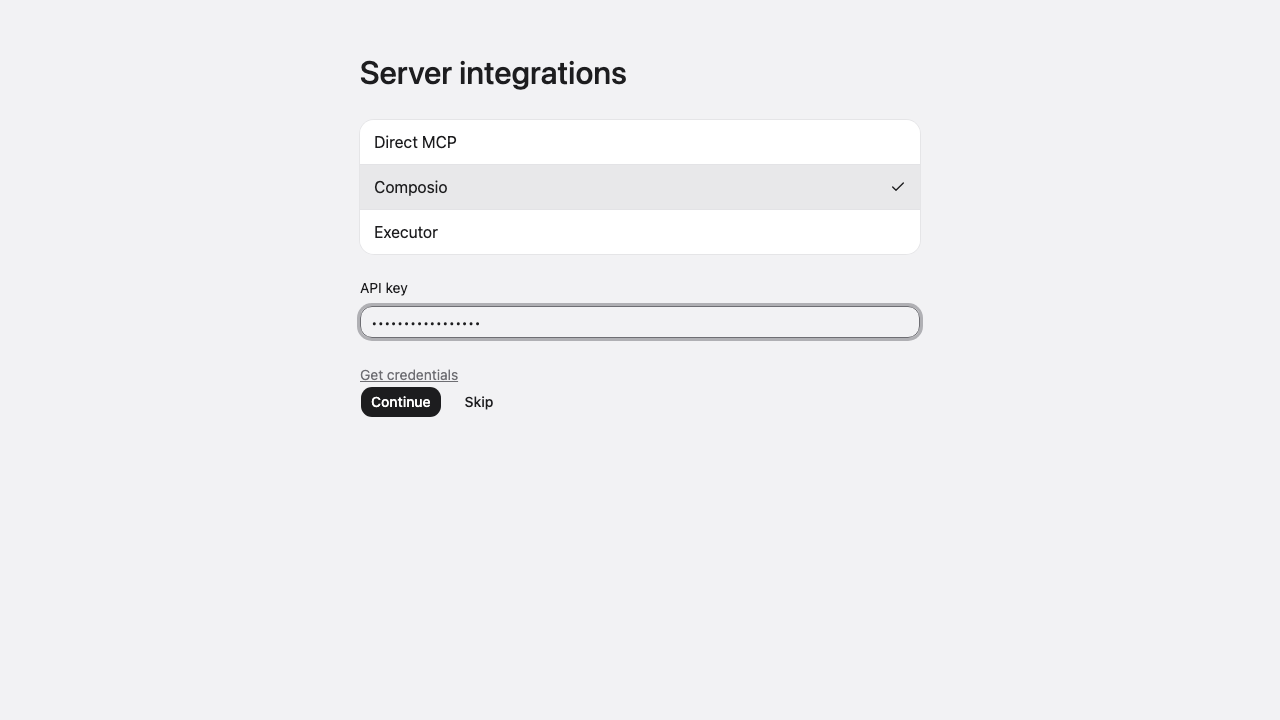 Server integrations
Direct MCP
Composio
Executor
API key
•••••••••••••••••
Get credentials
Continue
Skip